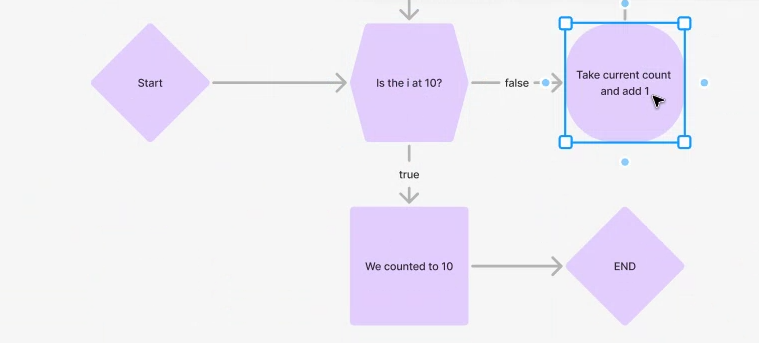 Start
Is the i at 10?
false
Take current count
and add 1
true
We counted to 10
END